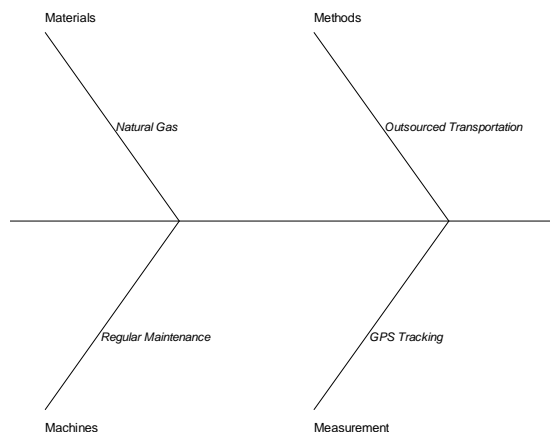 Materials
Methods
Natural Gas
Outsourced Transportation
Regular Maintenance
GPS Tracking
Machines
Measurement